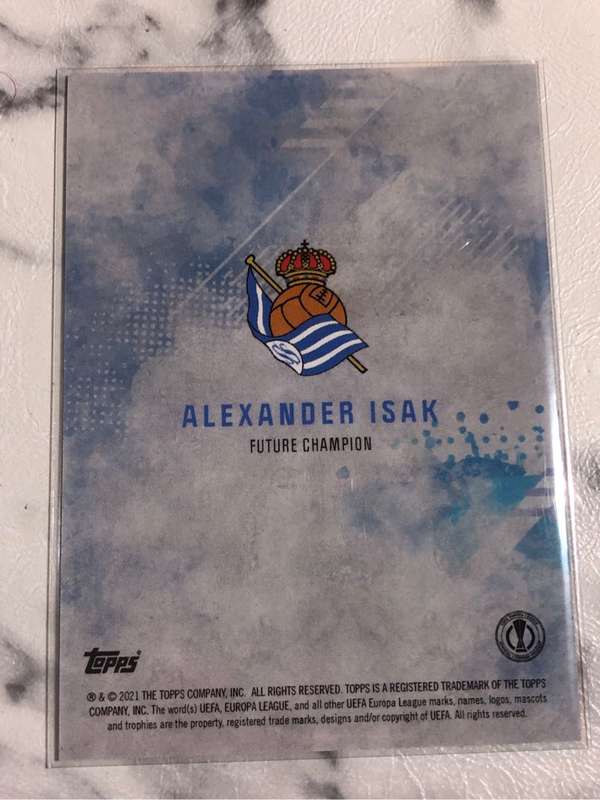 ALEXANDER ISAK
FUTURE CHAMPION
Topps
® & © 2021 THE TOPPS COMPANY, INC. ALL RIGHTS RESERVED. TOPPS IS A REGISTERED TRADEMARK OF THE TOPPS
COMPANY, INC. The word(s) UEFA, EUROPA LEAGUE, and all other UEFA Europa League marks, names, logos, mascots
and trophies are the property, registered trade marks, designs and/or copyright of UEFA. All rights reserved.